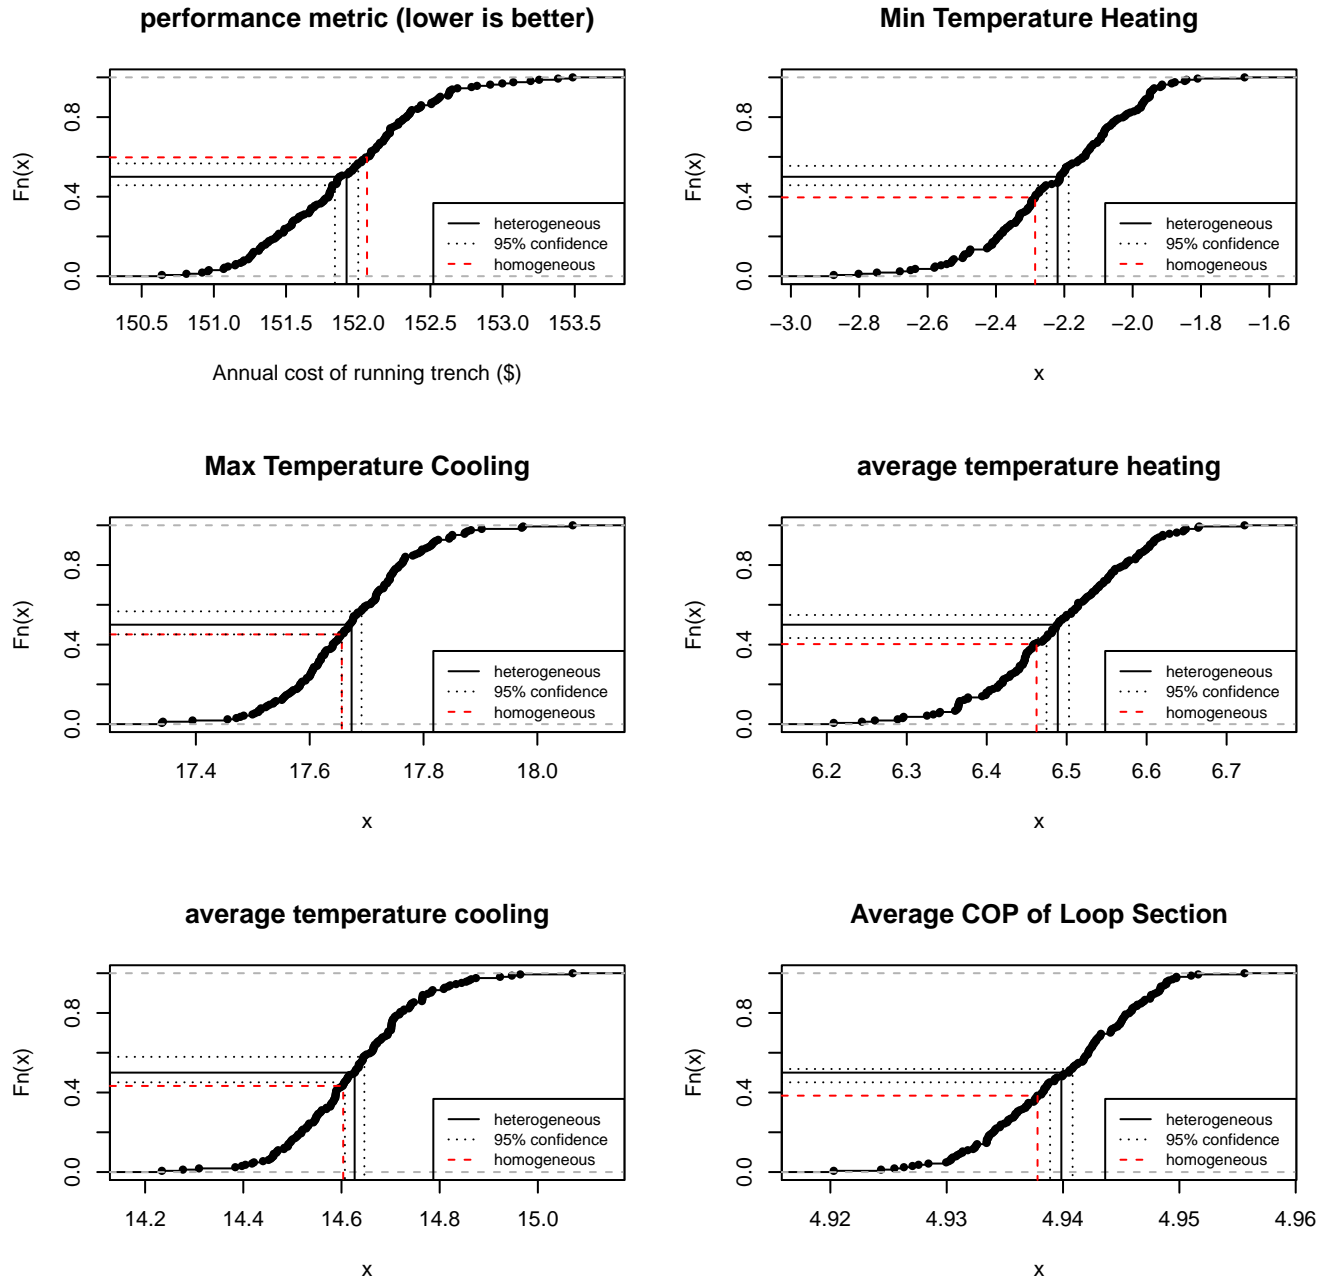 performance metric (lower is better)
Fn(x)
0.0 0.4 0.8
heterogeneous
95% confidence
homogeneous
150.5 151.0 151.5 152.0 152.5 153.0 153.5
Annual cost of running trench ($)
Min Temperature Heating
Fn(x)
0.0 0.4 0.8
heterogeneous
95% confidence
homogeneous
−3.0 −2.8 −2.6 −2.4 −2.2 −2.0 −1.8 −1.6
x
Max Temperature Cooling
Fn(x)
0.0 0.4 0.8
heterogeneous
95% confidence
homogeneous
17.4 17.6 17.8 18.0
x
average temperature heating
Fn(x)
0.0 0.4 0.8
heterogeneous
95% confidence
homogeneous
6.2 6.3 6.4 6.5 6.6 6.7
x
average temperature cooling
Fn(x)
0.0 0.4 0.8
heterogeneous
95% confidence
homogeneous
14.2 14.4 14.6 14.8 15.0
x
Average COP of Loop Section
Fn(x)
0.0 0.4 0.8
heterogeneous
95% confidence
homogeneous
4.92 4.93 4.94 4.95 4.96
x